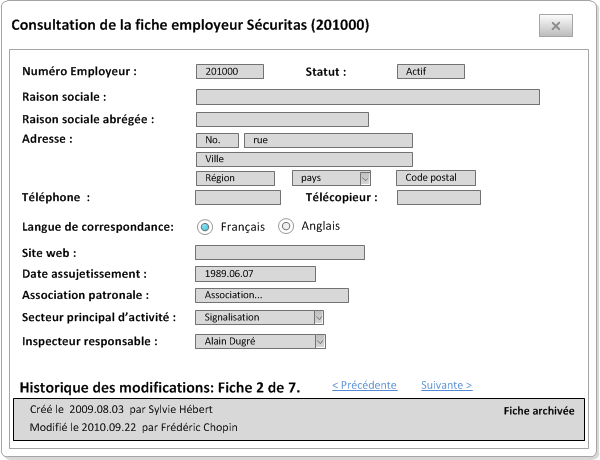 Consultation de la fiche employeur Sécuritas (201000)
Numéro Employeur : 201000 Statut : Actif
Raison sociale :
Raison sociale abrégée :
Adresse : No. rue
Ville
Région pays Code postal
Téléphone : Télécopieur :
Langue de correspondance: Français Anglais
Site web :
Date assujetissement : 1989.06.07
Association patronale : Association...
Secteur principal d'activité : Signalisation
Inspecteur responsable : Alain Dugré
Historique des modifications: Fiche 2 de 7. < Précédente Suivante >
Créé le 2009.08.03 par Sylvie Hébert Fiche archivée
Modifié le 2010.09.22 par Frédéric Chopin